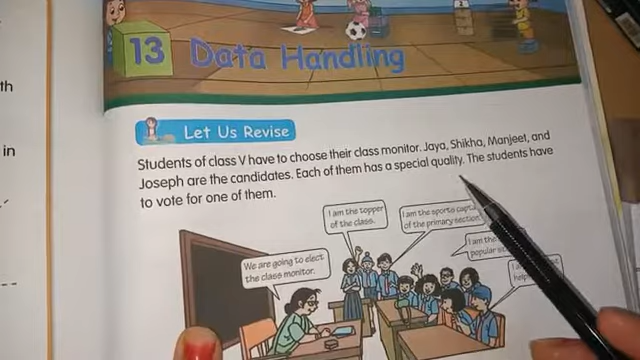 13 Data Handling
Let Us Revise
Students of class V have to choose their class monitor. Jaya, Shikha, Manjeet, and
Joseph are the candidates. Each of them has a special quality. The students have
to vote for one of them.
I am the topper
of the class.
I am the sports
of the primary section.
We are going to elect
the class monitor.
I am the
popular
th
in